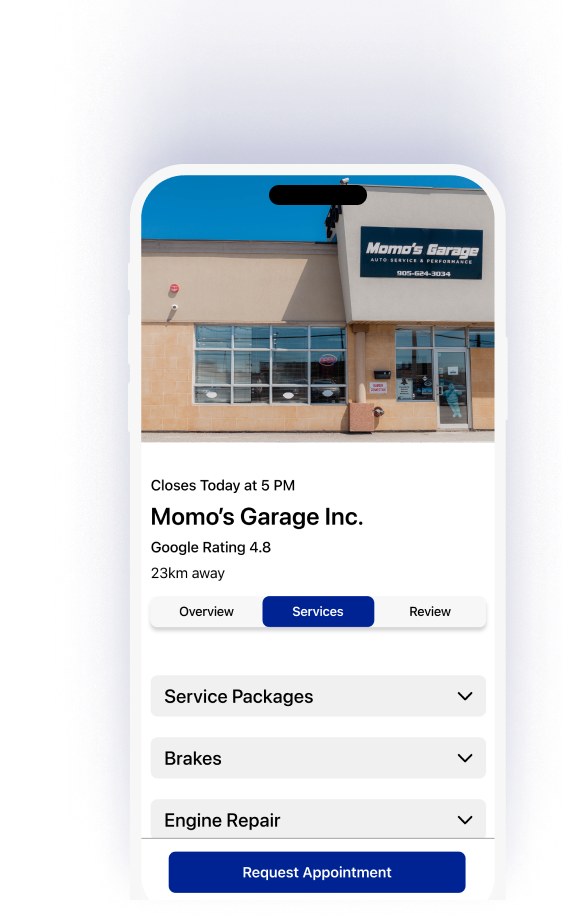 Momo's Garage
AUTO SERVICE & PERFORMANCE
905-624-3034
Closes Today at 5 PM
Momo's Garage Inc.
Google Rating 4.8
23km away
Overview
Services
Review
Service Packages
Brakes
Engine Repair
Request Appointment